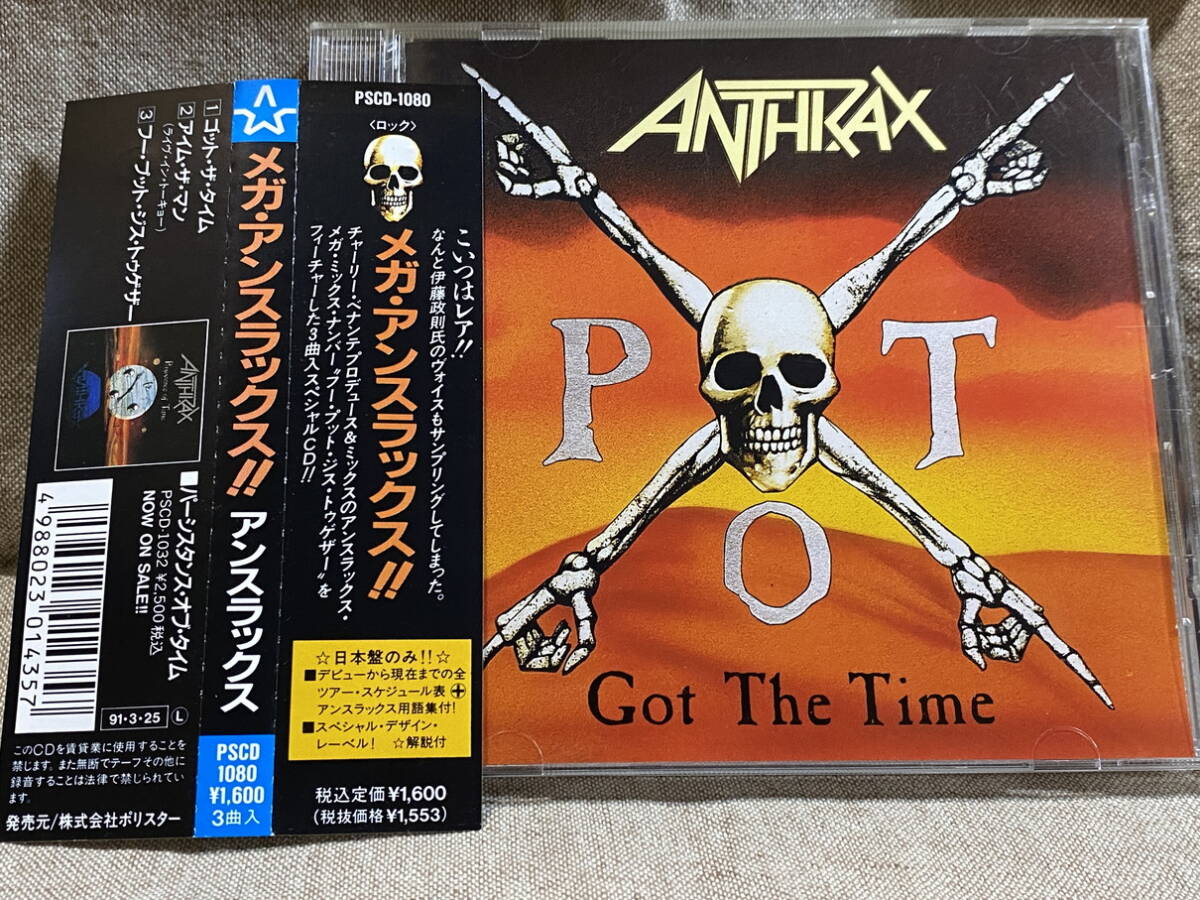 1 ゴット・ザ・タイム
2 アイム・ザ・マン
(ライヴ・イン・トーキョー)
3 フー・プット・ジス・トゥゲザー
ANTHRAX
■パーシスタンス・オブ・タイム
PSCD-1032 ¥2,500税込
NOW ON SALE!!
4 988023 014357
91・3・25 L
このCDを賃貸業に使用することを
禁じます。また無断でテープその他に
録音することは法律で禁じられてい
ます。
発売元/株式会社ポリスター
メガ・アンスラックス!! アンスラックス
PSCD
1080
¥1,600
3曲入
PSCD-1080
〈ロック〉
メガ・アンスラックス!!
こいつはレア!!
なんと伊藤政則氏のヴォイスもサンプリングしてしまった。
チャーリー・ベナンテプロデュース&ミックスのアンスラックス・
メガ・ミックス・ナンバー“フー・プット・ジス・トゥゲザー”を
フィーチャーした3曲入スペシャルCD!!
☆日本盤のみ!!☆
■デビューから現在までの全
ツアー・スケジュール表+
アンスラックス用語集付!
■スペシャル・デザイン・
レーベル! ☆解説付
税込定価¥1,600
(税抜価格¥1,553)
ANTHRAX
P T
O
Got The Time